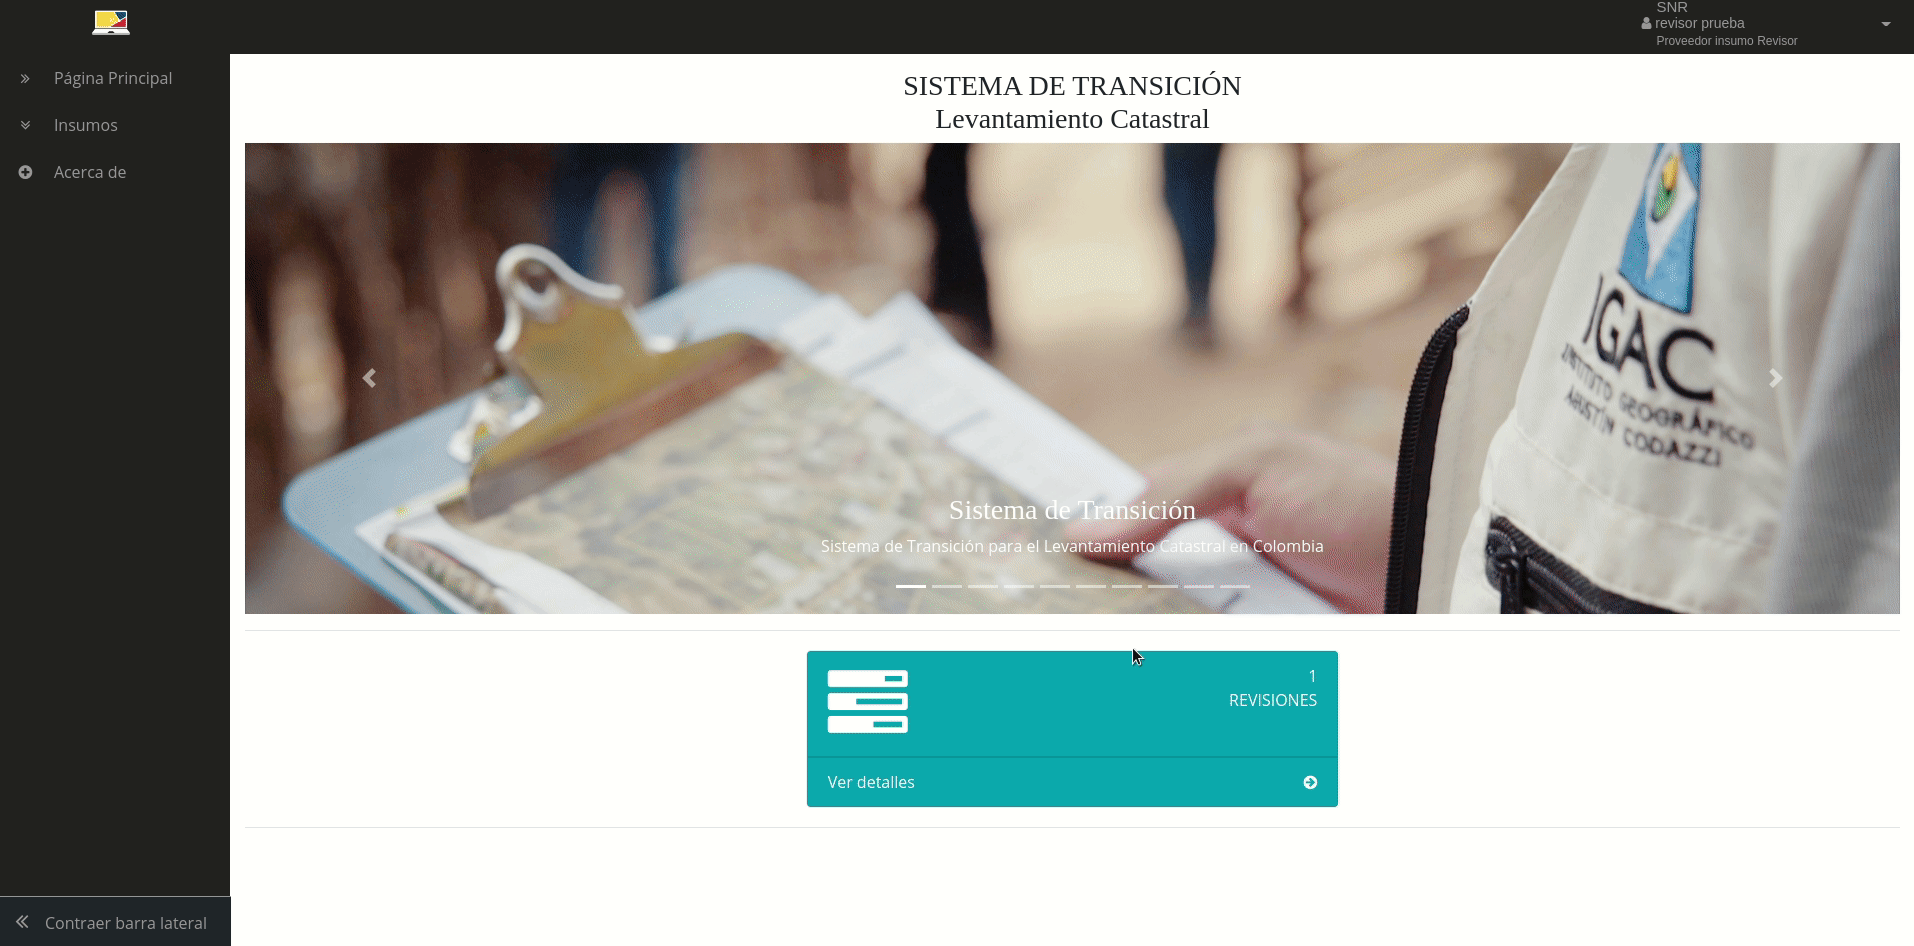 SNR
revisor prueba
Proveedor insumo Revisor
Página Principal
Insumos
Acerca de
SISTEMA DE TRANSICIÓN
Levantamiento Catastral
IGAC
INSTITUTO GEOGRÁFICO
AGUSTÍN CODAZZI
Sistema de Transición
Sistema de Transición para el Levantamiento Catastral en Colombia
1
REVISIONES
Ver detalles
Contraer barra lateral